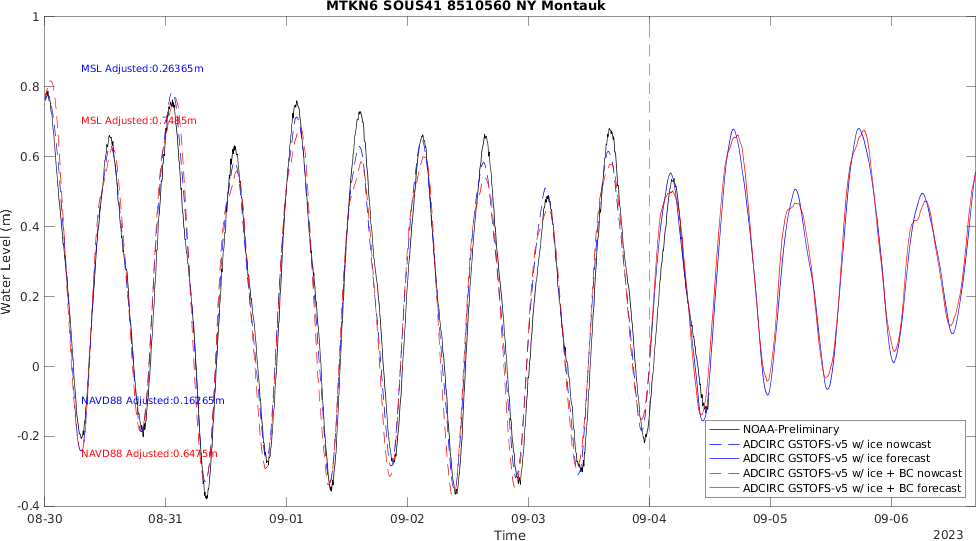 MTKN6 SOUS41 8510560 NY Montauk
1
0.8
0.6
0.4
0.2
0
-0.2
-0.4
Water Level (m)
MSL Adjusted:0.26365m
MSL Adjusted:0.7485m
NAVD88 Adjusted:0.16265m
NAVD88 Adjusted:0.6475m
NOAA-Preliminary
ADCIRC GSTOFS-v5 w/ ice nowcast
ADCIRC GSTOFS-v5 w/ ice forecast
ADCIRC GSTOFS-v5 w/ ice + BC nowcast
ADCIRC GSTOFS-v5 w/ ice + BC forecast
08-30 08-31 09-01 09-02 09-03 09-04 09-05 09-06
Time
2023